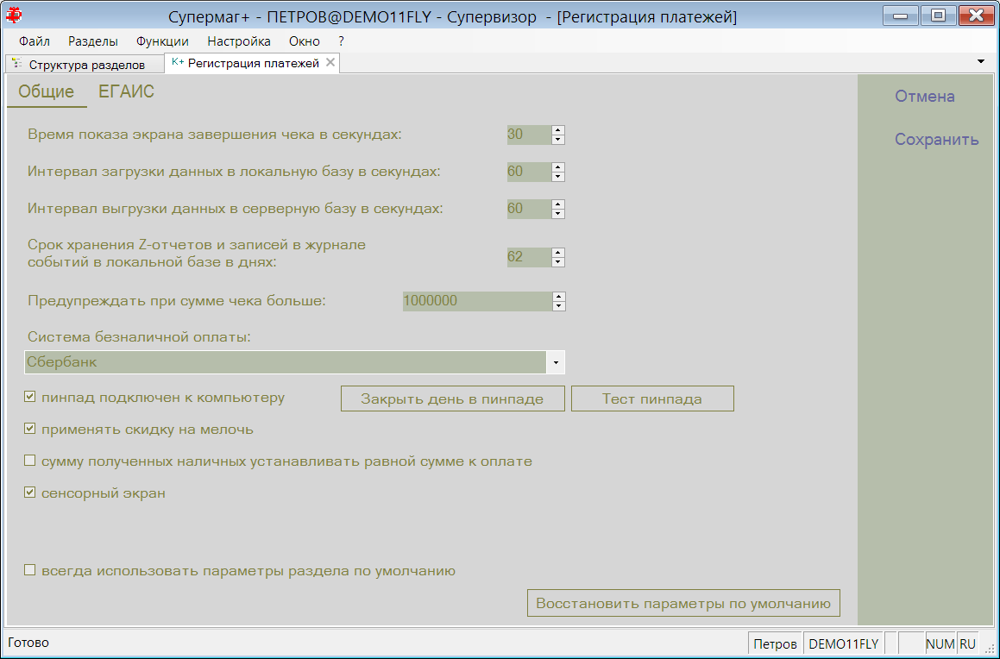 Супермаг+ - ПЕТРОВ@DEMO11FLY - Супервизор - [Регистрация платежей]
Файл Разделы Функции Настройка Окно ?
Структура разделов K+ Регистрация платежей
Общие ЕГАИС
Отмена
Сохранить
Время показа экрана завершения чека в секундах: 30
Интервал загрузки данных в локальную базу в секундах: 60
Интервал выгрузки данных в серверную базу в секундах: 60
Срок хранения Z-отчетов и записей в журнале
событий в локальной базе в днях: 62
Предупреждать при сумме чека больше: 1000000
Система безналичной оплаты:
Сбербанк
пинпад подключен к компьютеру Закрыть день в пинпаде Тест пинпада
применять скидку на мелочь
сумму полученных наличных устанавливать равной сумме к оплате
сенсорный экран
всегда использовать параметры раздела по умолчанию
Восстановить параметры по умолчанию
Готово Петров DEMO11FLY NUM RU